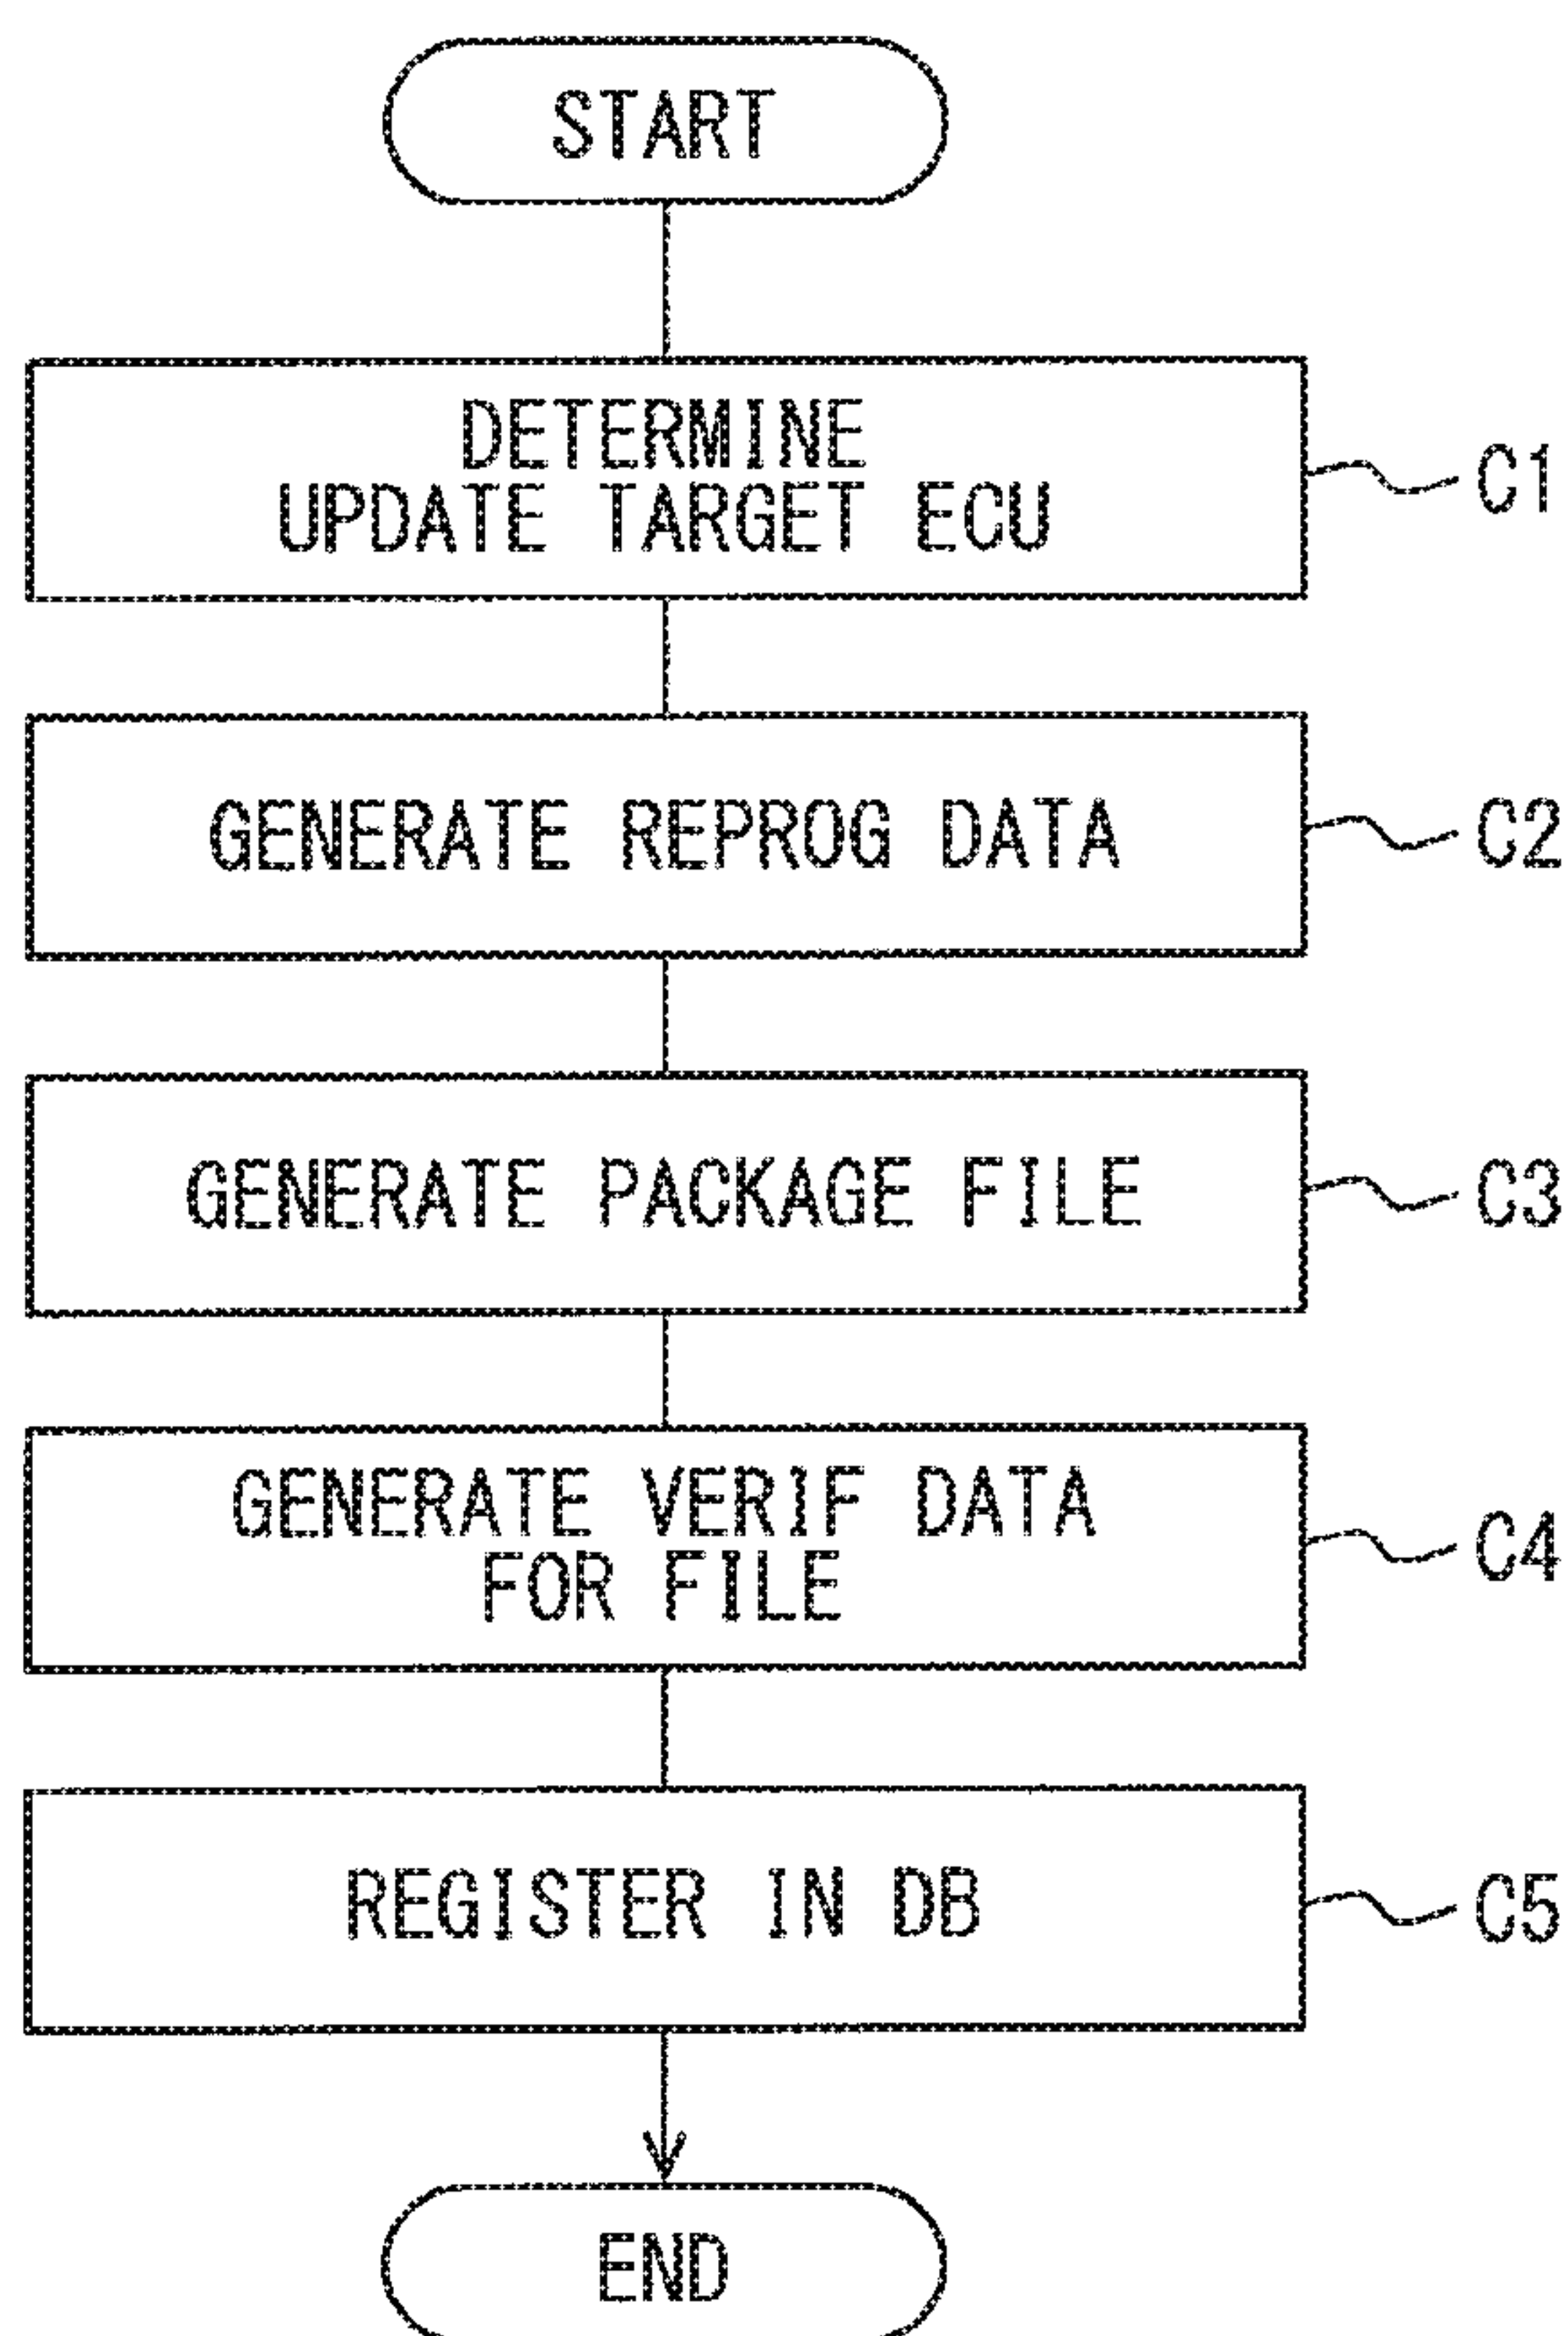 START
DETERMINE
UPDATE TARGET ECU
C1
GENERATE REPROG DATA
C2
GENERATE PACKAGE FILE
C3
GENERATE VERIF DATA
FOR FILE
C4
REGISTER IN DB
C5
END